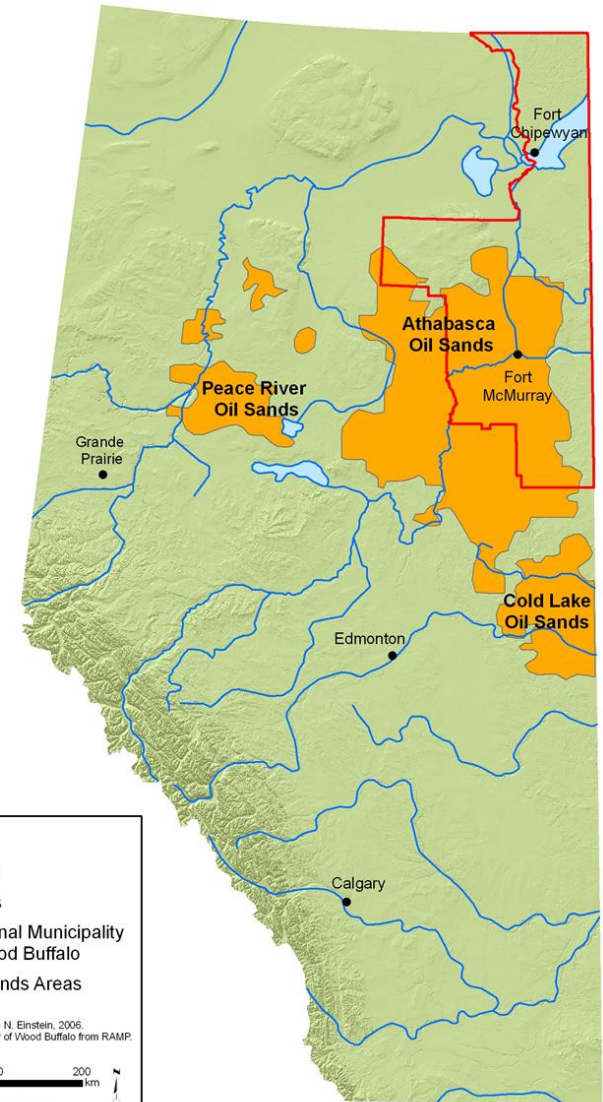 Fort
Chipewyan
Athabasca
Oil Sands
Fort
McMurray
Peace River
Oil Sands
Grande
Prairie
Cold Lake
Oil Sands
Edmonton
Calgary
nal Municipality
od Buffalo
nds Areas
N. Einstein, 2006.
of Wood Buffalo from RAMP.
200
km
N